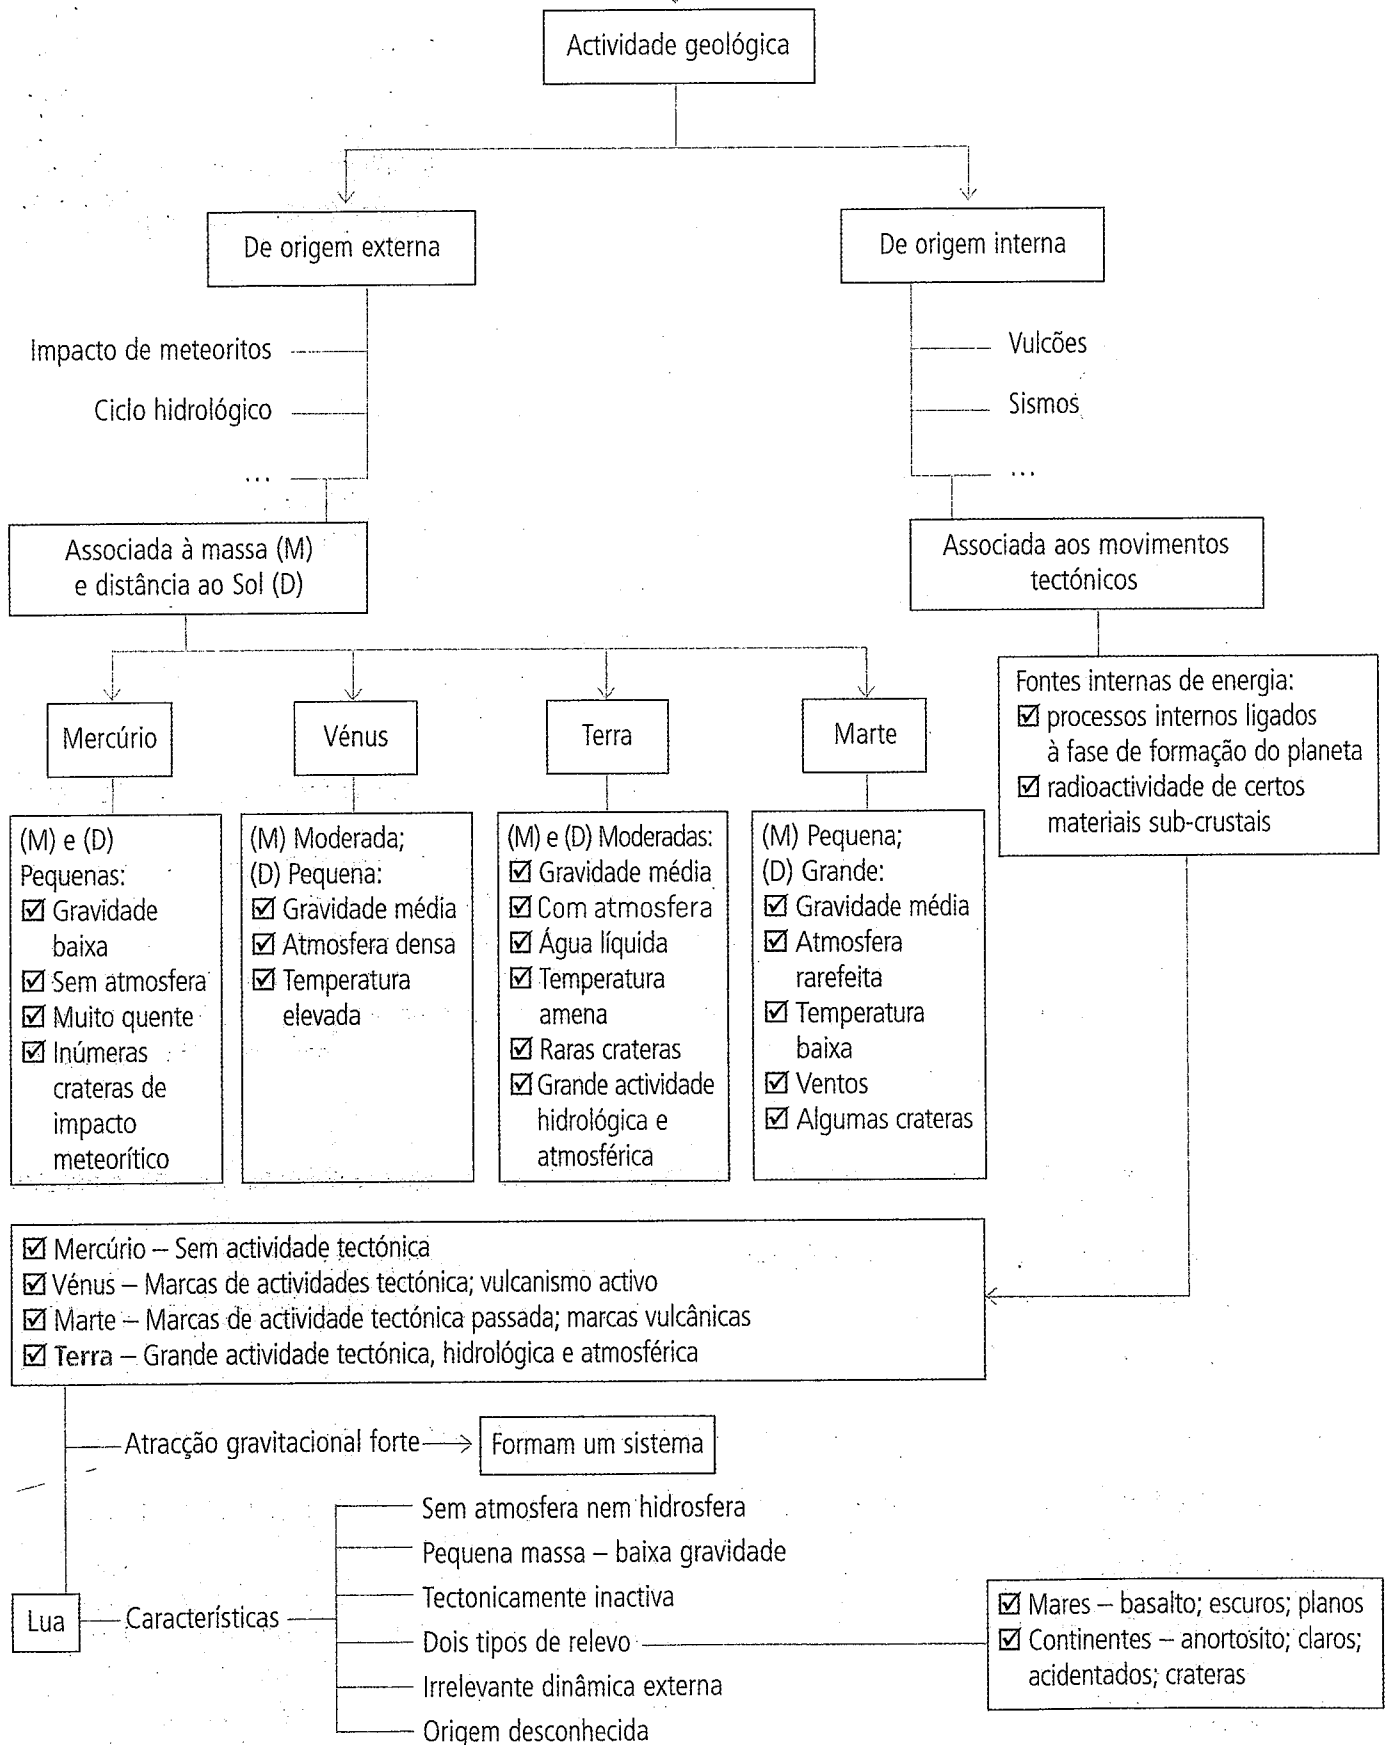 Actividade geológica
De origem externa
De origem interna
Impacto de meteoritos
Ciclo hidrológico
...
Vulcões
Sismos
...
Associada à massa (M)
e distância ao Sol (D)
Associada aos movimentos
tectónicos
Fontes internas de energia:
☑ processos internos ligados
à fase de formação do planeta
☑ radioactividade de certos
materiais sub-crustais
Mercúrio
Vénus
Terra
Marte
(M) e (D)
Pequenas:
☑ Gravidade
baixa
☑ Sem atmosfera
☑ Muito quente
☑ Inúmeras
crateras de
impacto
meteorítico
(M) Moderada;
(D) Pequena:
☑ Gravidade média
☑ Atmosfera densa
☑ Temperatura
elevada
(M) e (D) Moderadas:
☑ Gravidade média
☑ Com atmosfera
☑ Água líquida
☑ Temperatura
amena
☑ Raras crateras
☑ Grande actividade
hidrológica e
atmosférica
(M) Pequena;
(D) Grande:
☑ Gravidade média
☑ Atmosfera
rarefeita
☑ Temperatura
baixa
☑ Ventos
☑ Algumas crateras
☑ Mercúrio – Sem actividade tectónica
☑ Vénus – Marcas de actividades tectónica; vulcanismo activo
☑ Marte – Marcas de actividade tectónica passada; marcas vulcânicas
☑ Terra – Grande actividade tectónica, hidrológica e atmosférica
Atracção gravitacional forte
Formam um sistema
Lua
Características
Sem atmosfera nem hidrosfera
Pequena massa – baixa gravidade
Tectonicamente inactiva
Dois tipos de relevo
Irrelevante dinâmica externa
Origem desconhecida
☑ Mares – basalto; escuros; planos
☑ Continentes – anortosito; claros;
acidentados; crateras